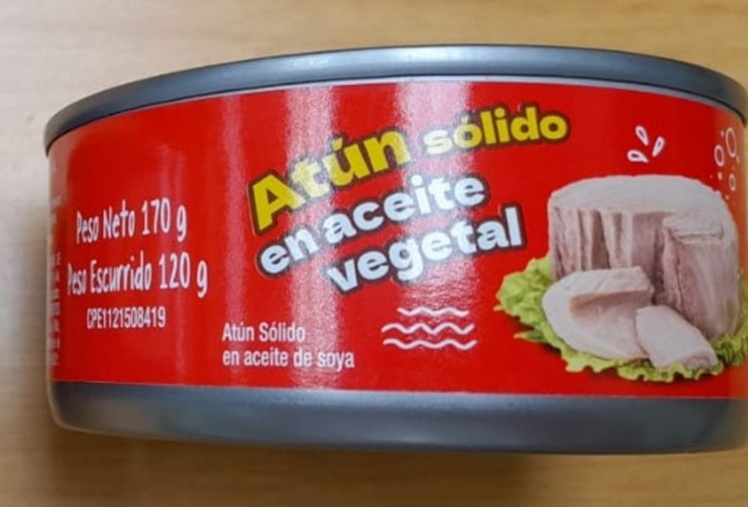 Peso Neto 170 g
Peso Escurrido 120 g
CPE1121508419
Atún sólido
en aceite
vegetal
Atún Sólido
en aceite de soya